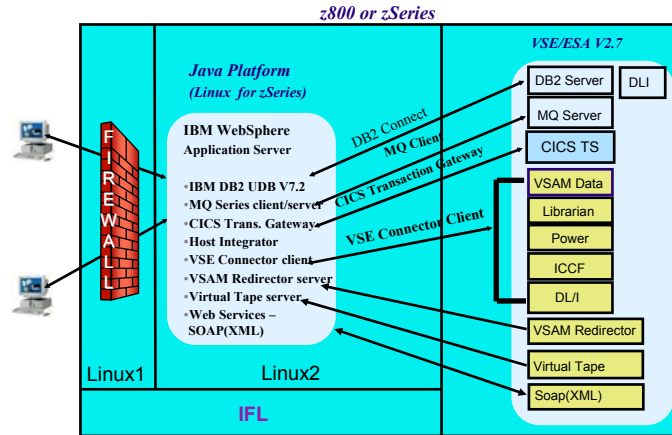 z800 or zSeries
VSE/ESA V2.7
Java Platform
(Linux for zSeries)
FIREWALL
IBM WebSphere
Application Server
•IBM DB2 UDB V7.2
•MQ Series client/server
•CICS Trans. Gateway
•Host Integrator
•VSE Connector client
•VSAM Redirector server
•Virtual Tape server
•Web Services –
SOAP(XML)
DB2 Connect
MQ Client
CICS Transaction Gateway
VSE Connector Client
DB2 Server
DLI
MQ Server
CICS TS
VSAM Data
Librarian
Power
ICCF
DL/I
VSAM Redirector
Virtual Tape
Soap(XML)
Linux1
Linux2
IFL